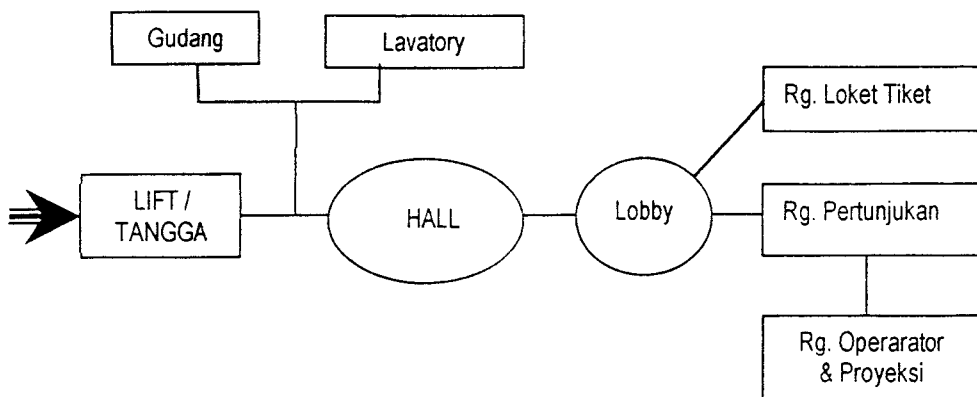 Gudang
Lavatory
Rg. Loket Tiket
LIFT /
TANGGA
HALL
Lobby
Rg. Pertunjukan
Rg. Operarator
& Proyeksi